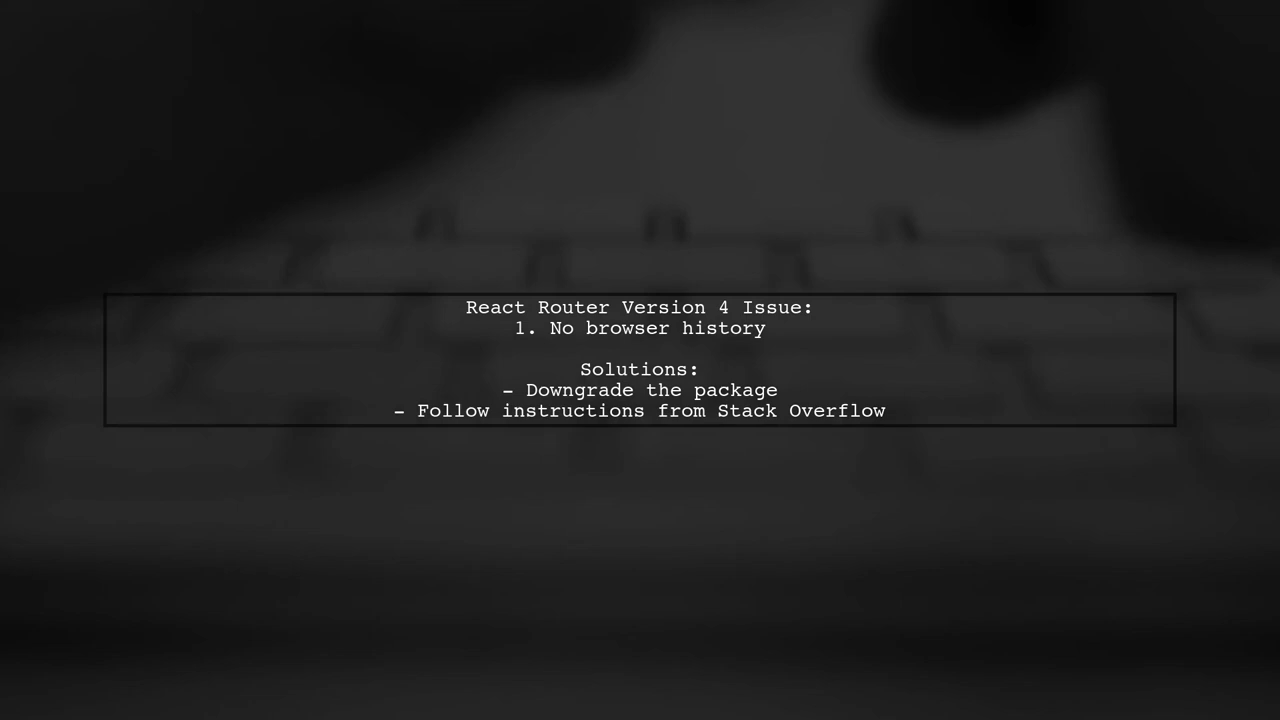 React Router Version 4 Issue:
1. No browser history
Solutions:
- Downgrade the package
- Follow instructions from Stack Overflow